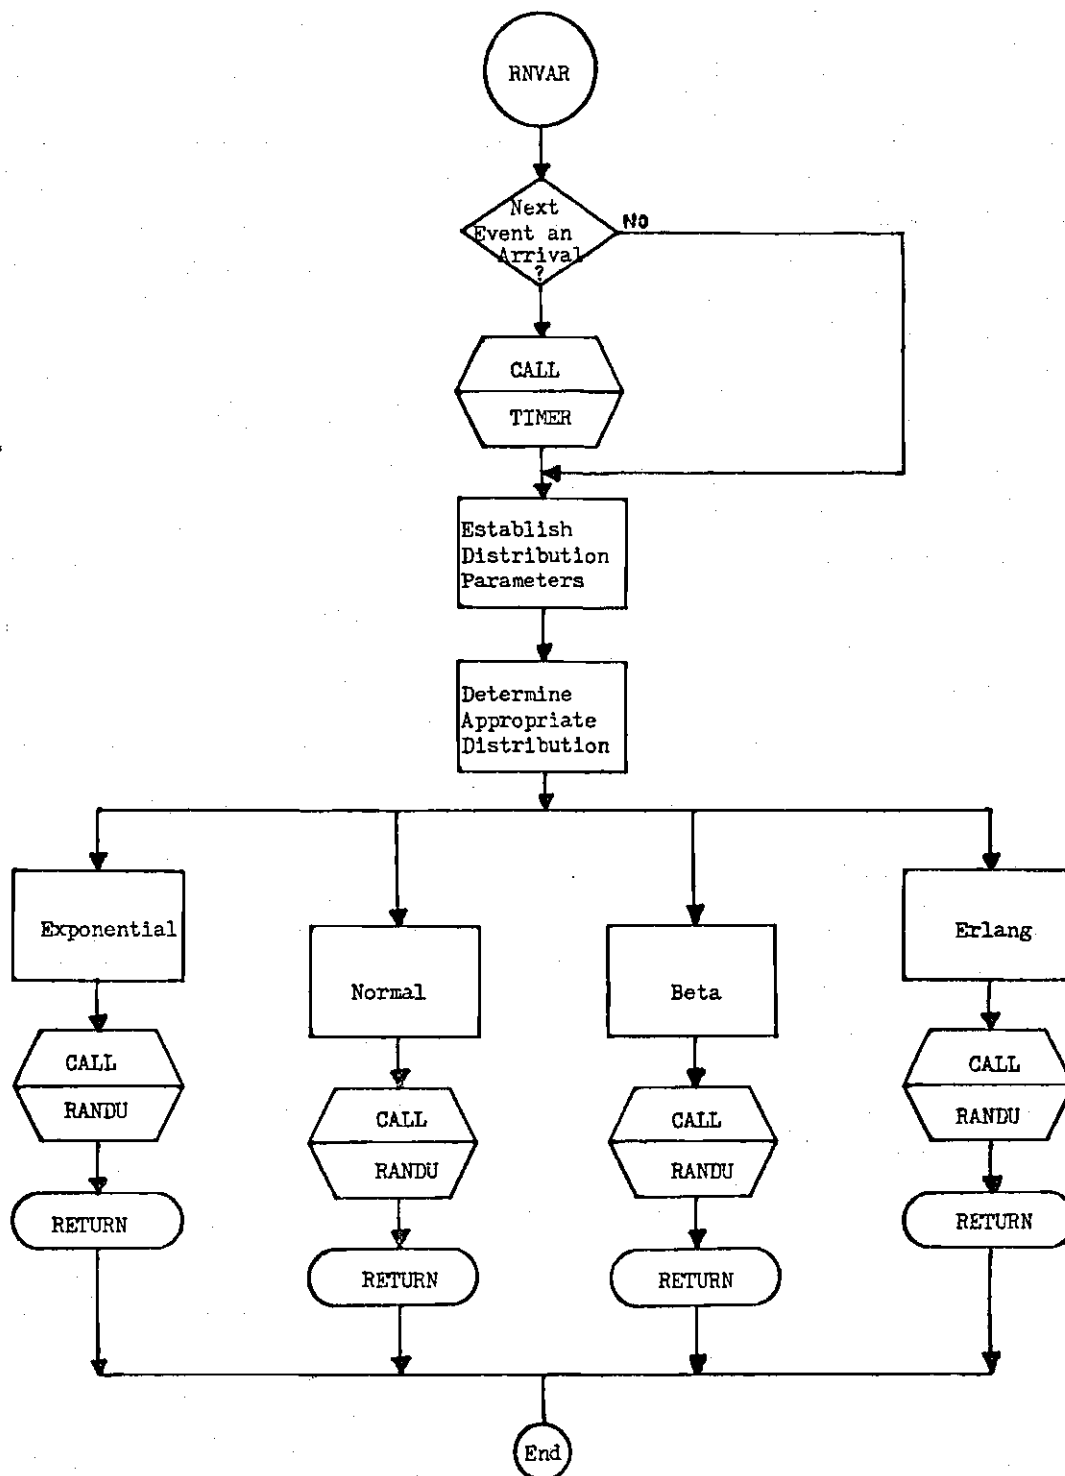 RNVAR
Next
Event an
Arrival
?
NO
CALL
TIMER
Establish
Distribution
Parameters
Determine
Appropriate
Distribution
Exponential
Normal
Beta
Erlang
CALL
RANDU
CALL
RANDU
CALL
RANDU
CALL
RANDU
RETURN
RETURN
RETURN
RETURN
End